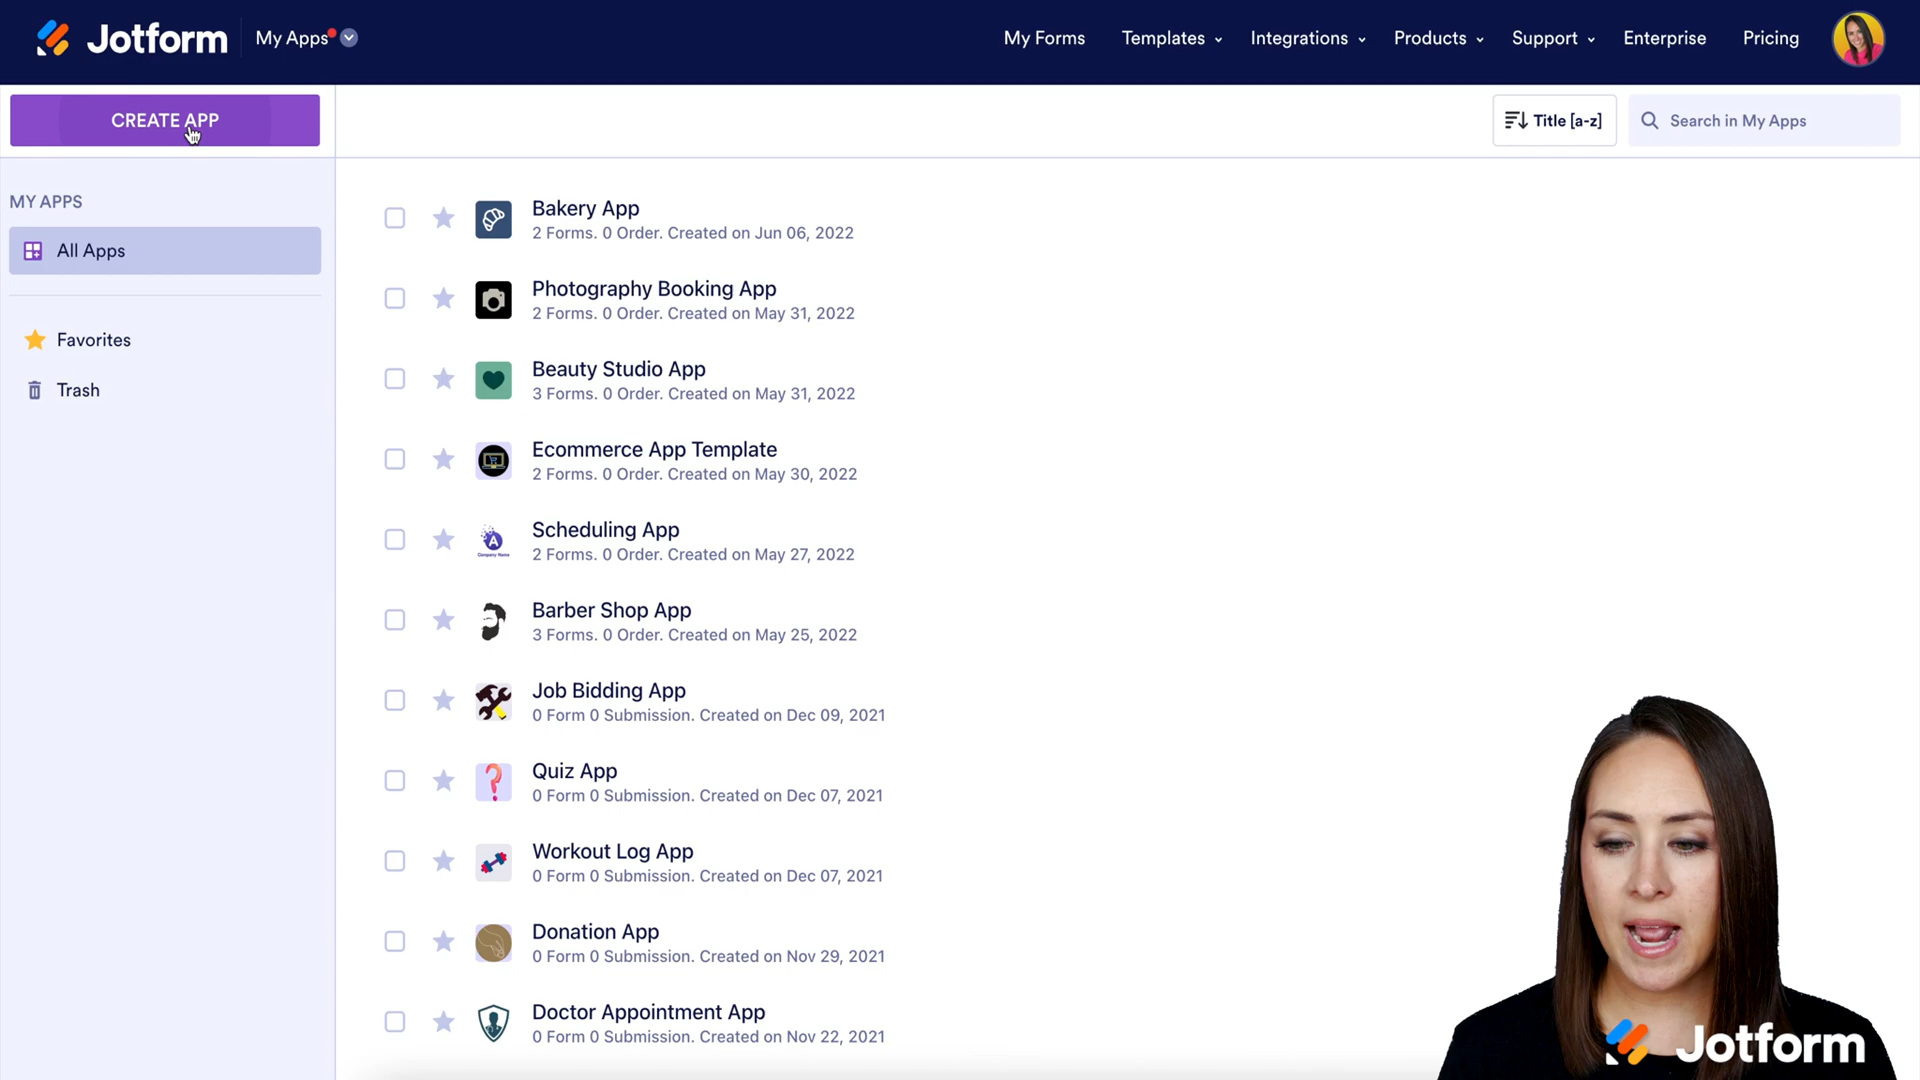 Jotform
My Apps
My Forms
Templates
Integrations
Products
Support
Enterprise
Pricing
CREATE APP
Title [a-z]
Search in My Apps
MY APPS
All Apps
Favorites
Trash
Bakery App
2 Forms. 0 Order. Created on Jun 06, 2022
Photography Booking App
2 Forms. 0 Order. Created on May 31, 2022
Beauty Studio App
3 Forms. 0 Order. Created on May 31, 2022
Ecommerce App Template
2 Forms. 0 Order. Created on May 30, 2022
A
Company Name
Scheduling App
2 Forms. 0 Order. Created on May 27, 2022
Barber Shop App
3 Forms. 0 Order. Created on May 25, 2022
Job Bidding App
0 Form 0 Submission. Created on Dec 09, 2021
Quiz App
0 Form 0 Submission. Created on Dec 07, 2021
Workout Log App
0 Form 0 Submission. Created on Dec 07, 2021
Donation App
0 Form 0 Submission. Created on Nov 29, 2021
Doctor Appointment App
0 Form 0 Submission. Created on Nov 22, 2021
Jotform